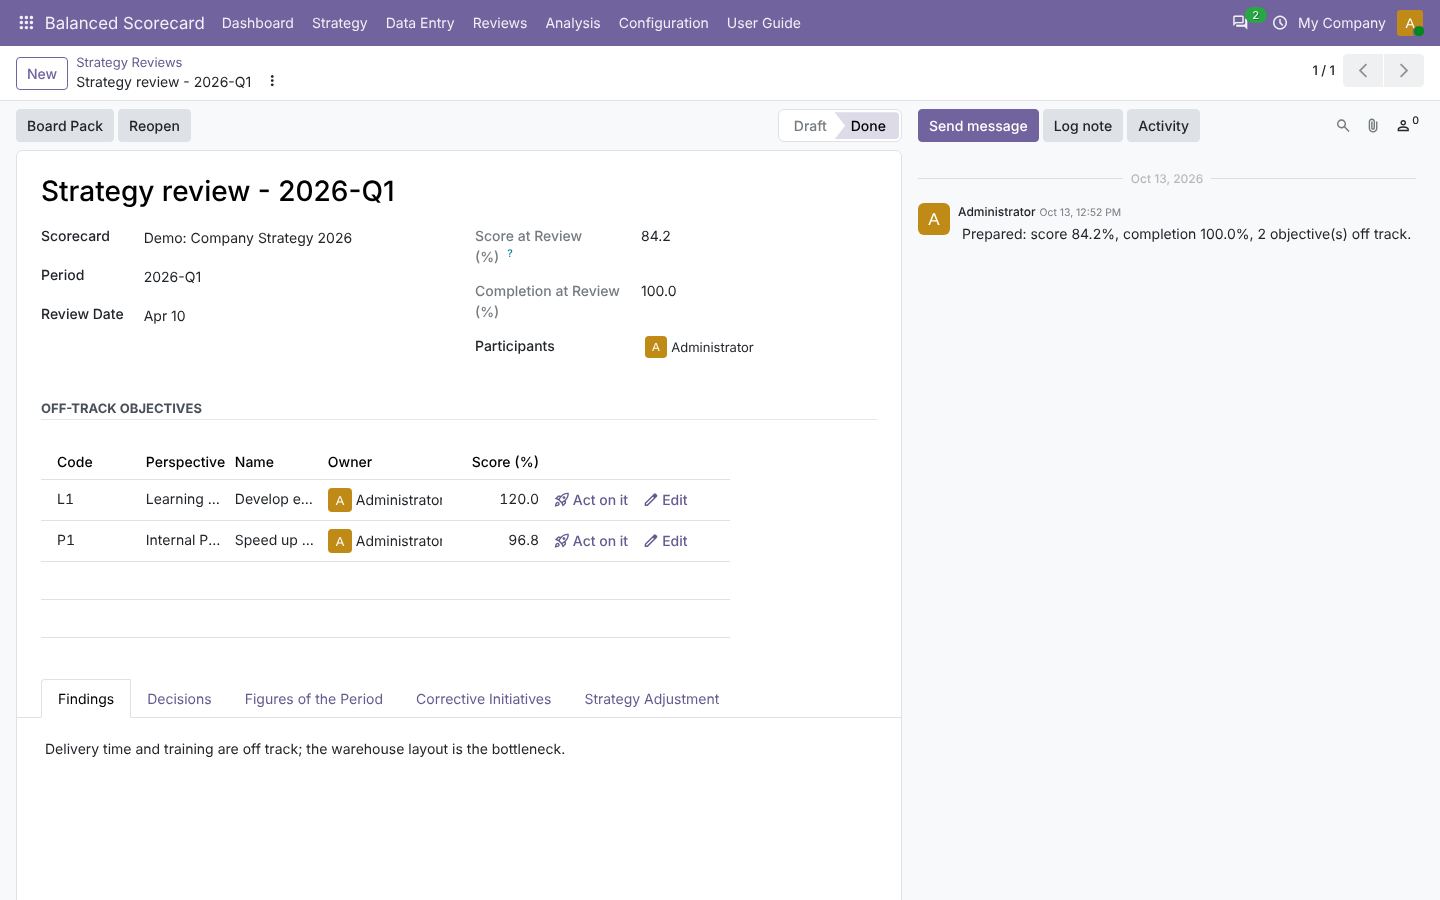 Balanced Scorecard Dashboard Strategy Data Entry Reviews Analysis Configuration User Guide 2 My Company A
New
Strategy Reviews
Strategy review - 2026-Q1
1 / 1
Board Pack Reopen Draft Done
Send message Log note Activity 0
Strategy review - 2026-Q1
Scorecard Demo: Company Strategy 2026
Period 2026-Q1
Review Date Apr 10
Score at Review (%) ? 84.2
Completion at Review (%) 100.0
Participants A Administrator
OFF-TRACK OBJECTIVES
Code Perspective Name Owner Score (%)
L1 Learning ... Develop e... A Administrator 120.0 Act on it Edit
P1 Internal P... Speed up ... A Administrator 96.8 Act on it Edit
Findings Decisions Figures of the Period Corrective Initiatives Strategy Adjustment
Delivery time and training are off track; the warehouse layout is the bottleneck.
Oct 13, 2026
A Administrator Oct 13, 12:52 PM
Prepared: score 84.2%, completion 100.0%, 2 objective(s) off track.